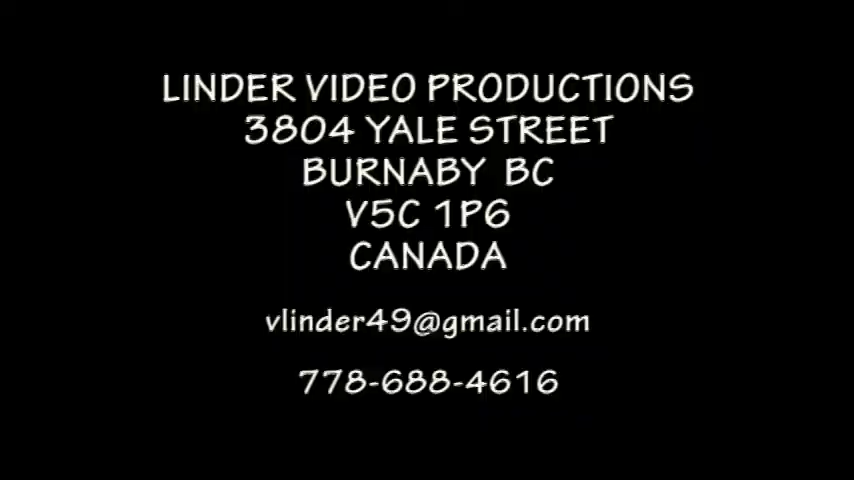 LINDER VIDEO PRODUCTIONS
3804 YALE STREET
BURNABY BC
V5C 1P6
CANADA
vlinder49@gmail.com
778-688-4616